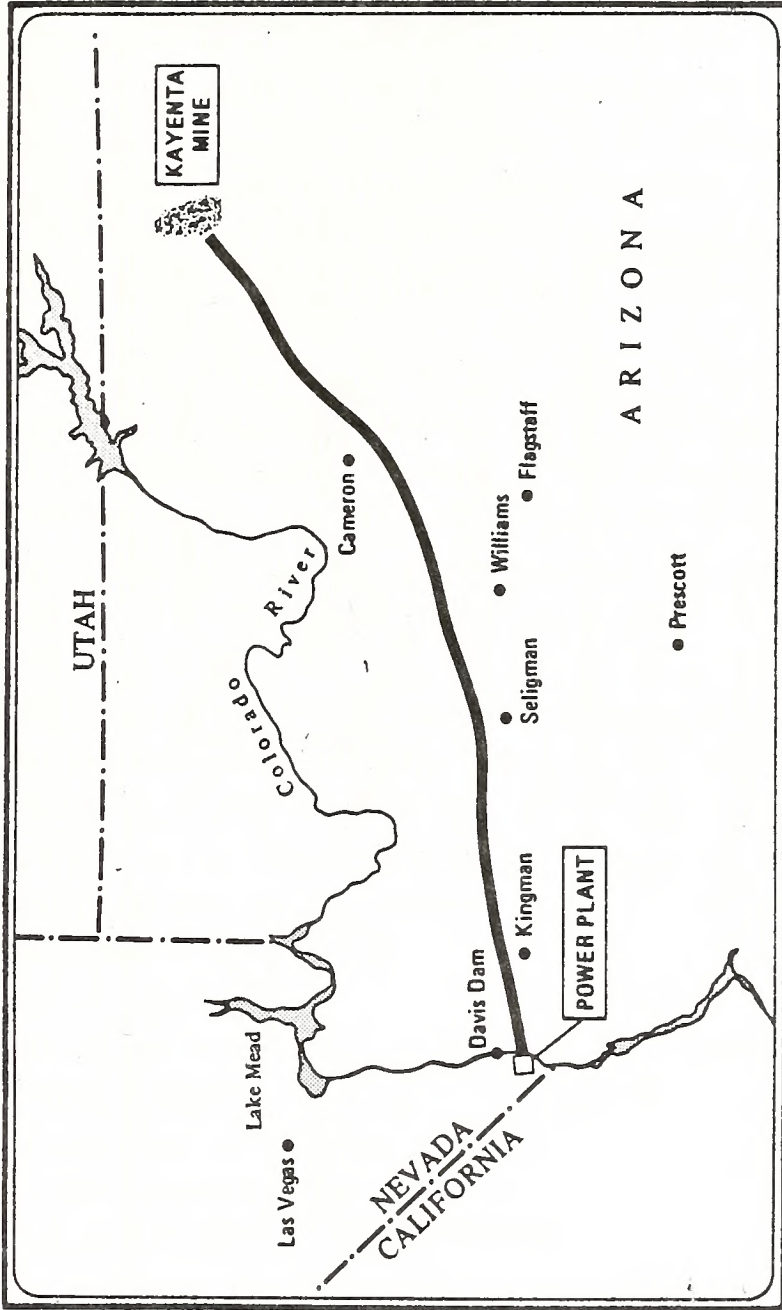 UTAH
KAYENTA
MINE
Colorado
River
Cameron
Lake Mead
Las Vegas
Davis Dam
NEVADA
CALIFORNIA
Kingman
POWER PLANT
Seligman
Williams
Flagstaff
Prescott
ARIZONA